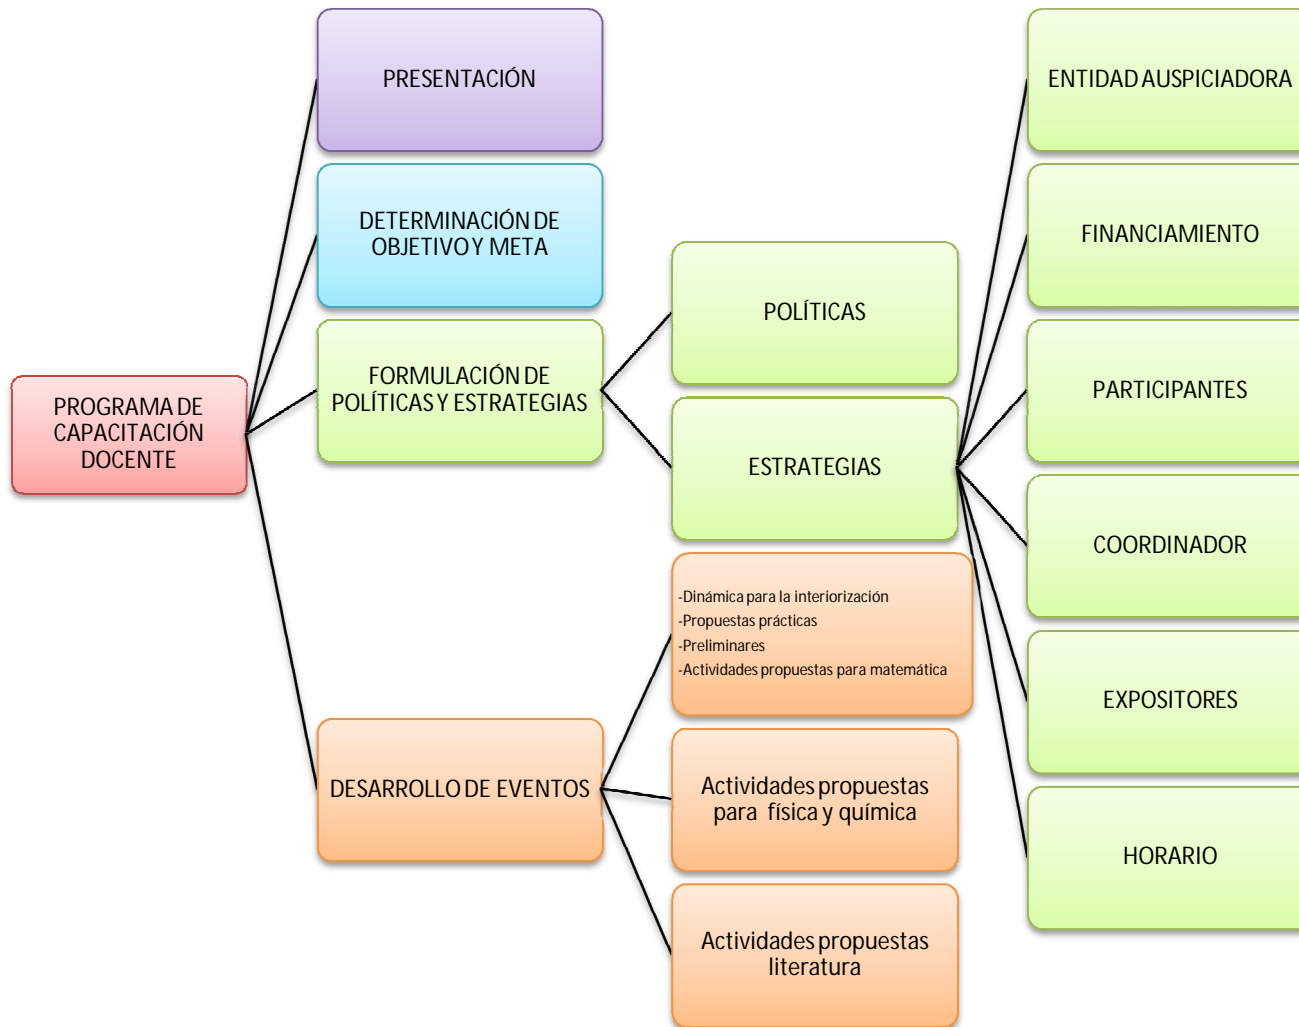 PROGRAMA DE
CAPACITACIÓN
DOCENTE
PRESENTACIÓN
DETERMINACIÓN DE
OBJETIVO Y META
FORMULACIÓN DE
POLÍTICAS Y ESTRATEGIAS
POLÍTICAS
ESTRATEGIAS
ENTIDAD AUSPICIADORA
FINANCIAMIENTO
PARTICIPANTES
COORDINADOR
EXPOSITORES
HORARIO
DESARROLLO DE EVENTOS
-Dinámica para la interiorización
-Propuestas prácticas
-Preliminares
-Actividades propuestas para matemática
Actividades propuestas
para física y química
Actividades propuestas
literatura